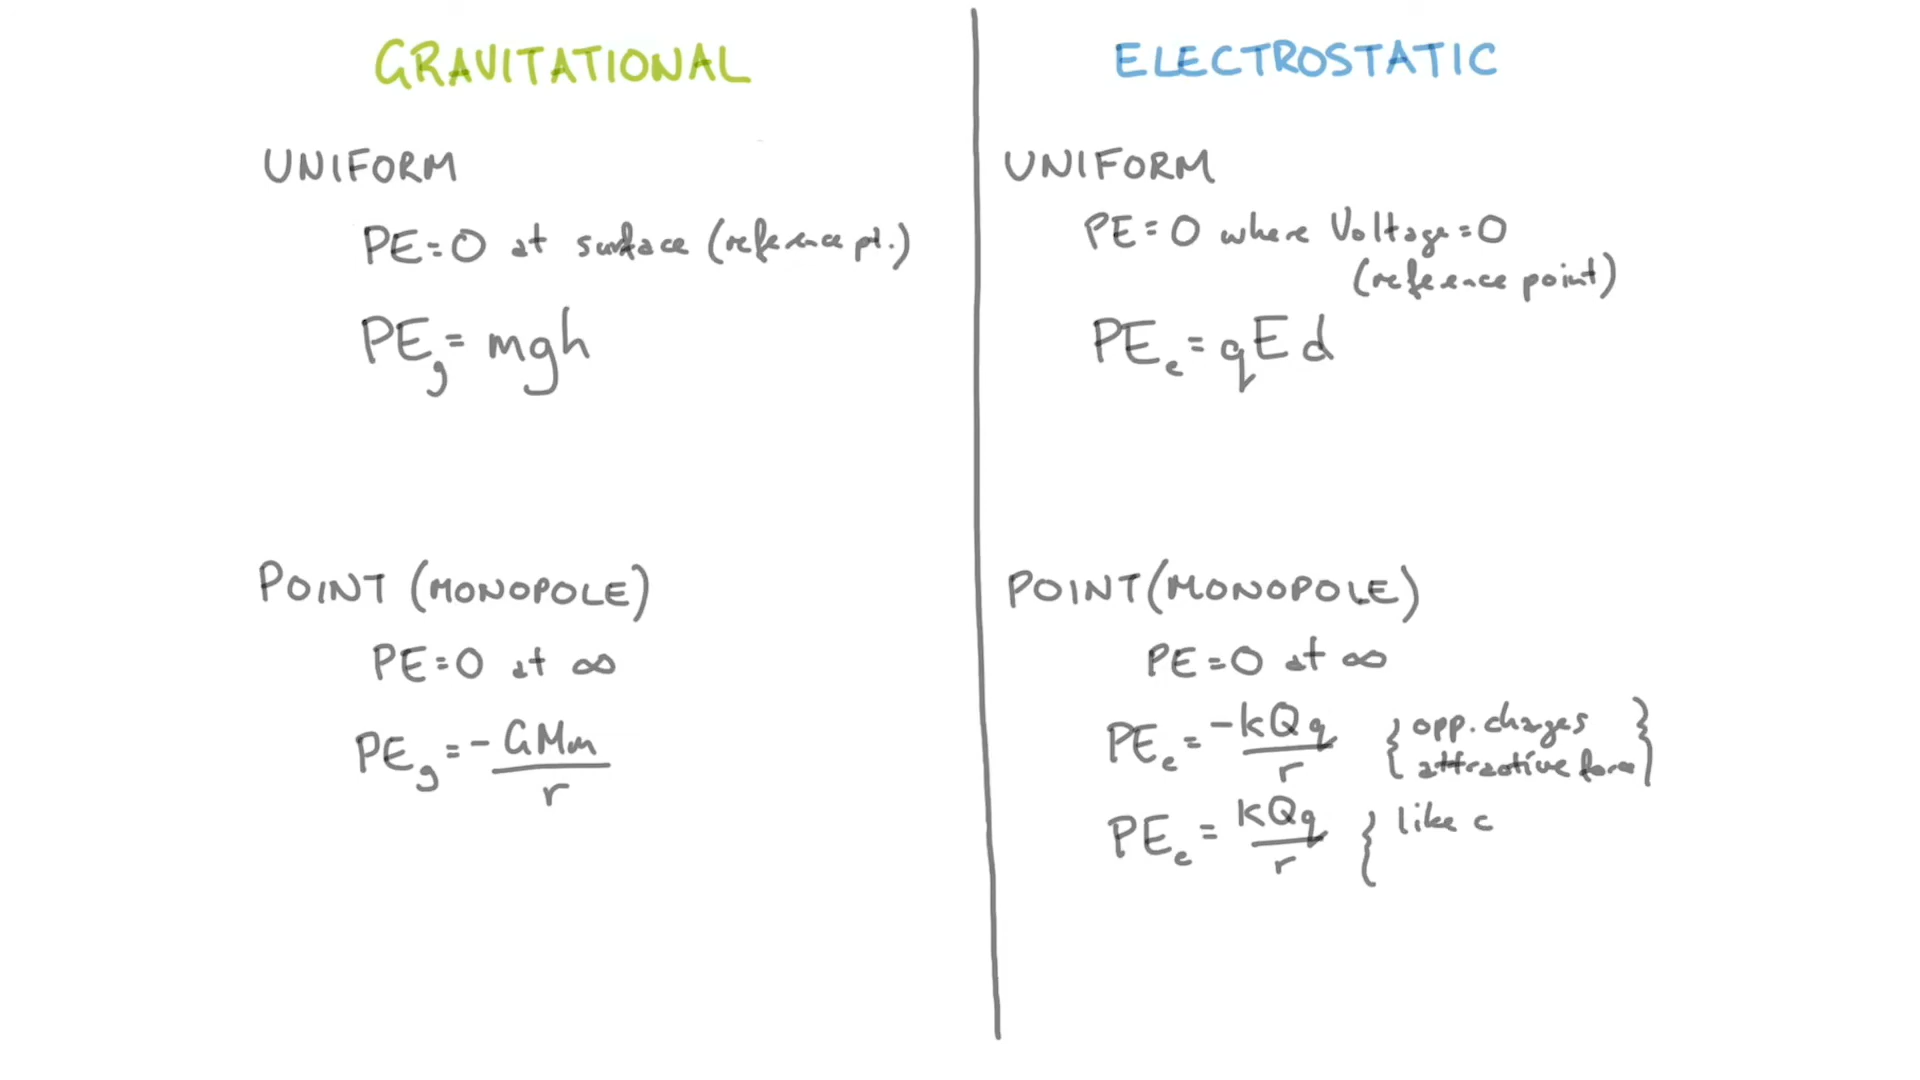 GRAVITATIONAL
UNIFORM
PE=0 at surface (reference pt.)
PEg= mgh
POINT (MONOPOLE)
PE=0 at ∞
PEg = - GMm
r
ELECTROSTATIC
UNIFORM
PE=0 where Voltage=0
(reference point)
PEe= qEd
POINT (MONOPOLE)
PE=0 at ∞
PEe= -kQq {opp. charges
r attractive force}
PEe = kQq { like c
r